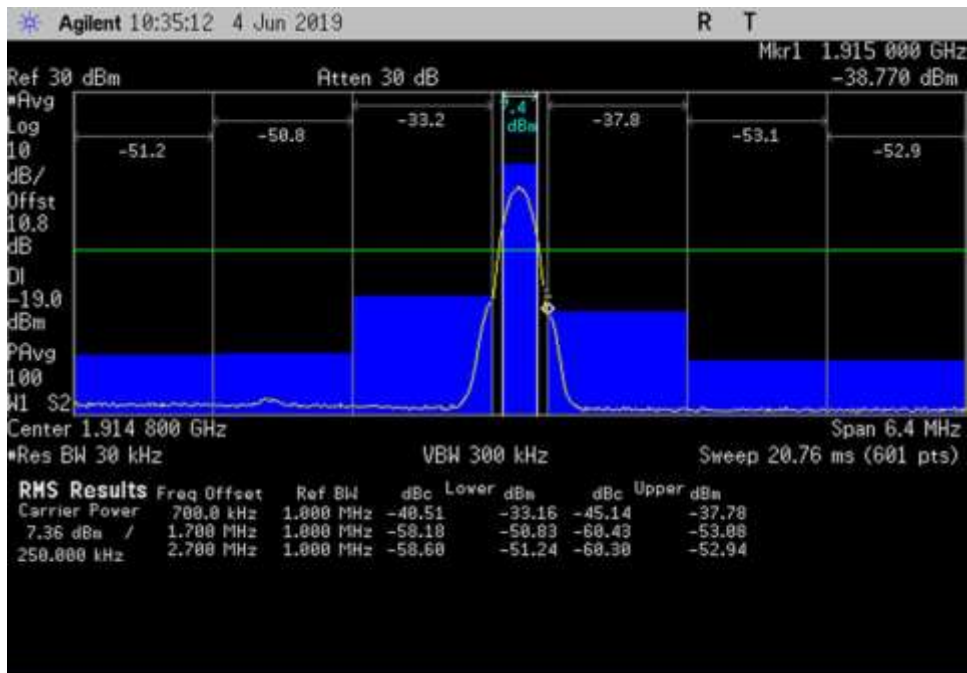 Agilent 10:35:12 4 Jun 2019 R T
Mkr1 1.915 000 GHz
Ref 30 dBm Atten 30 dB -38.770 dBm
#Avg
Log
10
dB/
Offst
10.8
dB
DI
-19.0
dBm
PAvg
100
W1 S2
-51.2 -50.8 -33.2 7.4 dBm -37.8 -53.1 -52.9
Center 1.914 800 GHz Span 6.4 MHz
#Res BW 30 kHz VBW 300 kHz Sweep 20.76 ms (601 pts)
RMS Results Freq Offset Ref BW dBc Lower dBm dBc Upper dBm
Carrier Power 700.0 kHz 1.000 MHz -40.51 -33.16 -45.14 -37.78
7.36 dBm / 1.700 MHz 1.000 MHz -58.18 -50.83 -60.43 -53.08
250.000 kHz 2.700 MHz 1.000 MHz -58.60 -51.24 -60.30 -52.94